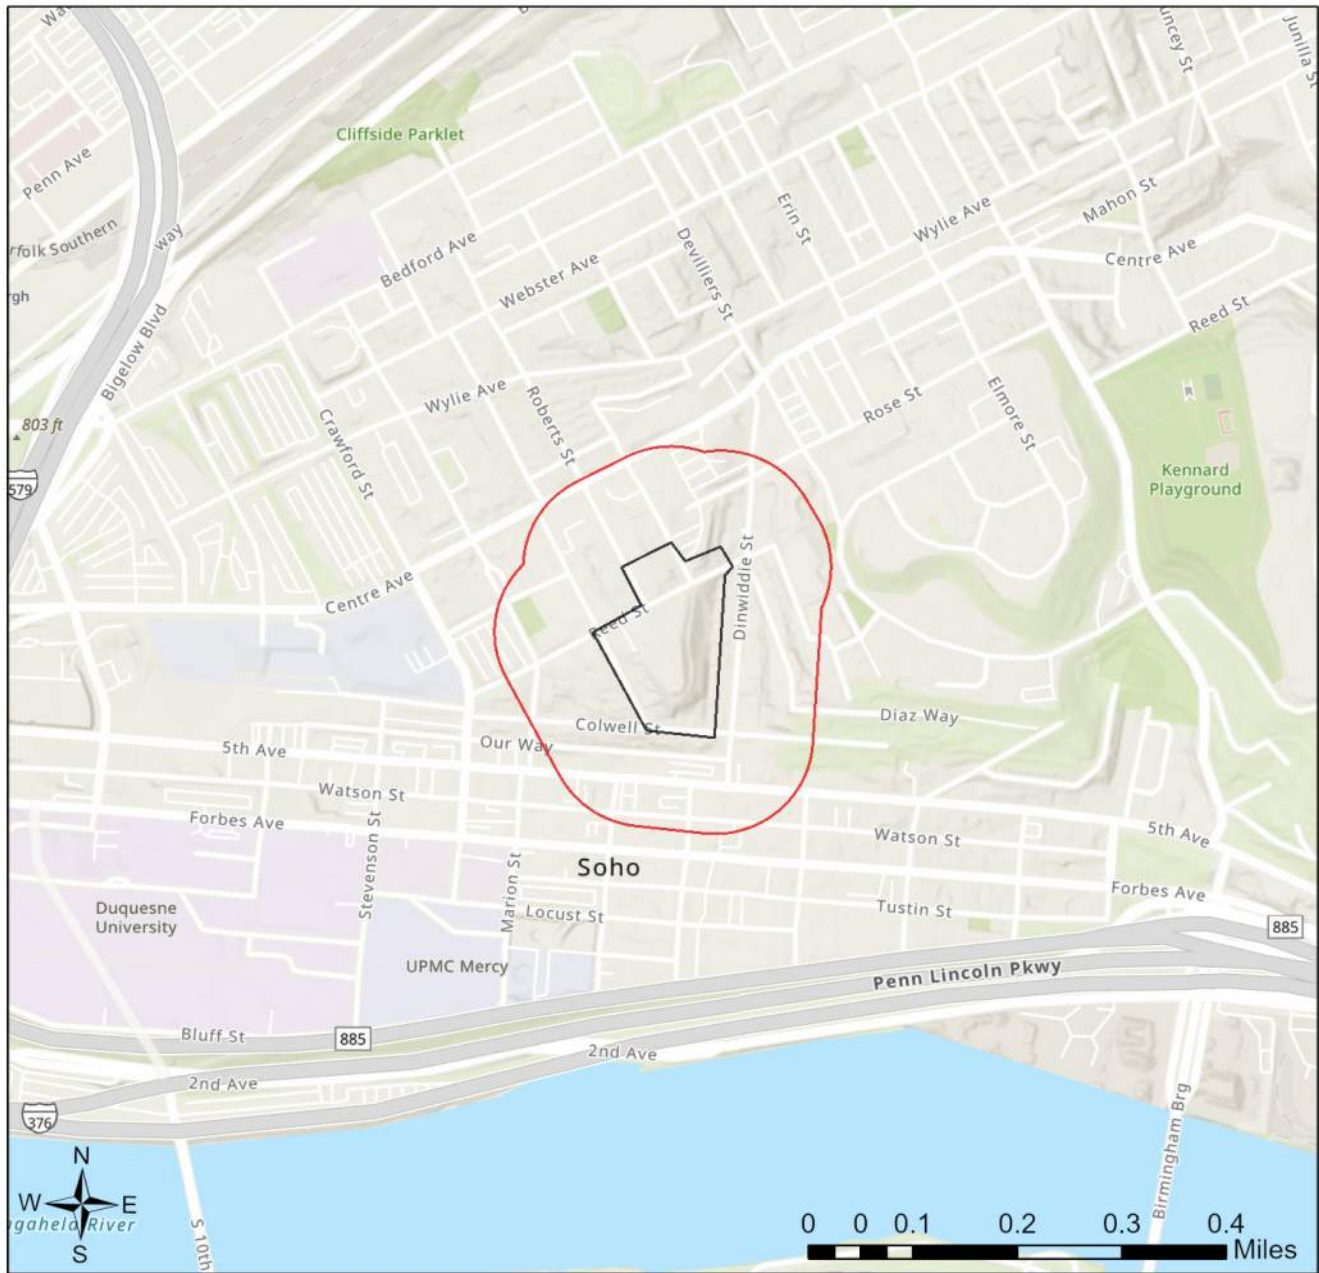 Wa
uncey St
Junilla St
Cliffside Parklet
Penn Ave
Mahon St
Erin St
Wylie Ave
rfolk Southern
way
Devilliers St
Centre Ave
Bedford Ave
Webster Ave
rgh
Reed St
Bigelow Blvd
Wylie Ave
Roberts St
Rose St
Elmore St
Crawford St
803 ft
Kennard
Playground
579
Centre Ave
Dinwiddie St
Reed St
Colwell St
Diaz Way
Our Way
5th Ave
Watson St
Forbes Ave
Watson St
5th Ave
Stevenson St
Marion St
Soho
Forbes Ave
Duquesne
University
Locust St
Tustin St
885
UPMC Mercy
Penn Lincoln Pkwy
Bluff St
885
2nd Ave
2nd Ave
376
Birmingham Brg
N
W E
S
ngahela River
S 10th
0 0 0.1 0.2 0.3 0.4
Miles